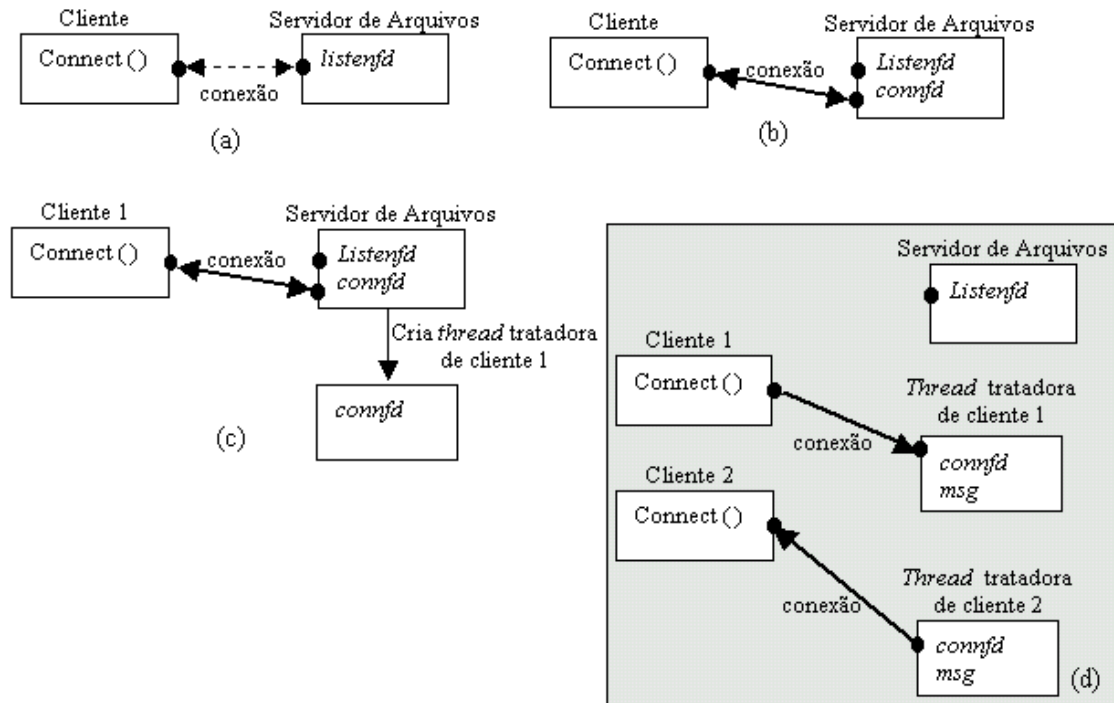 Cliente
Connect ()
conexão
Servidor de Arquivos
listenfd
(a)
Cliente
Connect ()
conexão
Servidor de Arquivos
Listenfd
connfd
(b)
Cliente 1
Connect ()
conexão
Servidor de Arquivos
Listenfd
connfd
Cria thread tratadora
de cliente 1
connfd
(c)
Servidor de Arquivos
Listenfd
Cliente 1
Connect ()
conexão
Thread tratadora
de cliente 1
connfd
msg
Cliente 2
Connect ()
conexão
Thread tratadora
de cliente 2
connfd
msg
(d)